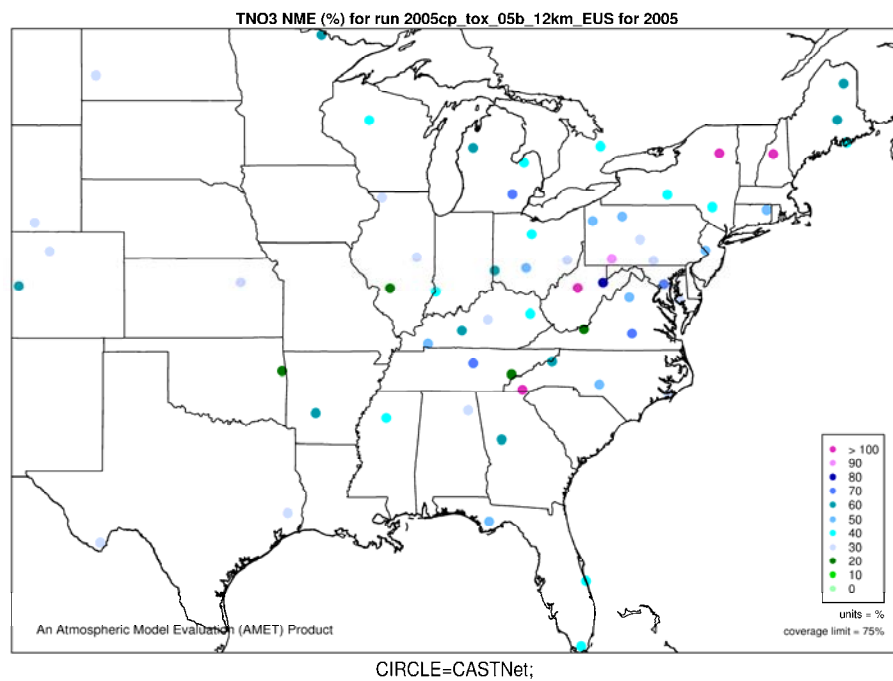 TNO3 NME (%) for run 2005cp_tox_05b_12km_EUS for 2005
> 100
90
80
70
60
50
40
30
20
10
0
units = %
coverage limit = 75%
An Atmospheric Model Evaluation (AMET) Product
CIRCLE=CASTNet;